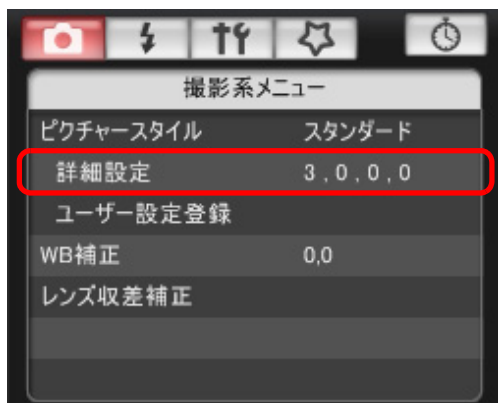 撮影系メニュー
ピクチャースタイル スタンダード
詳細設定 3 , 0 , 0 , 0
ユーザー設定登録
WB補正 0,0
レンズ収差補正